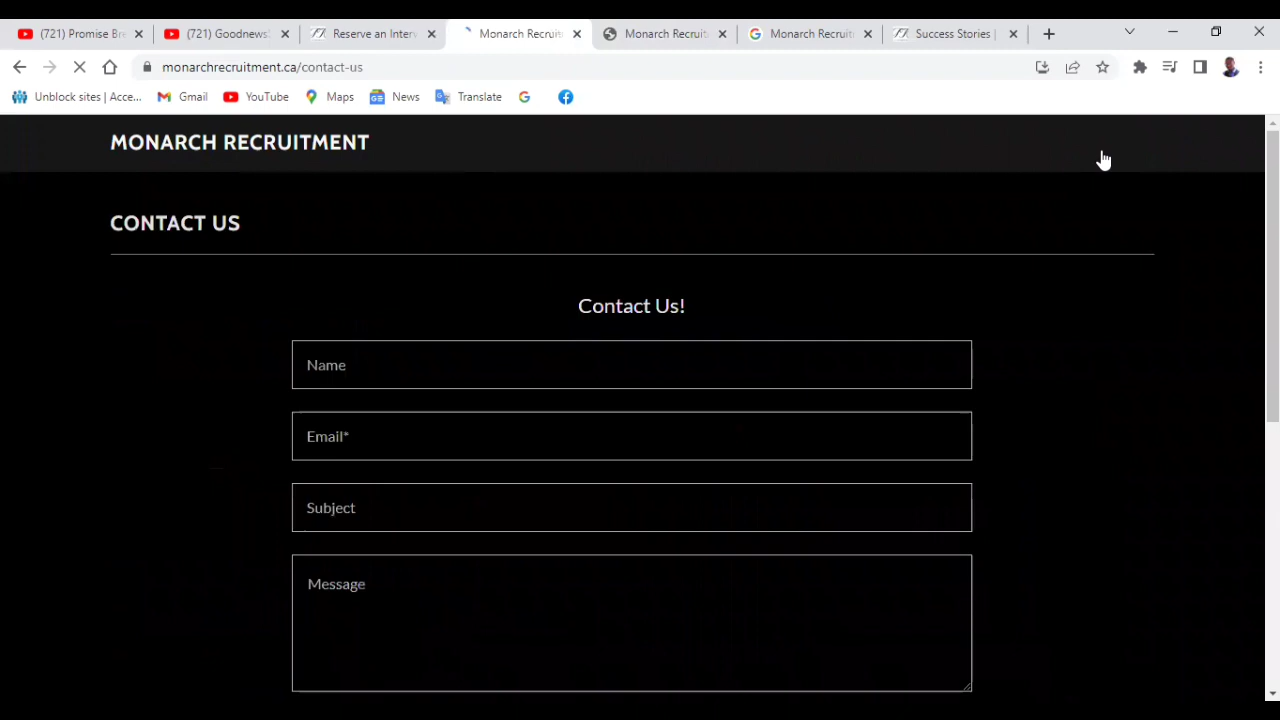 (721) Promise Bre
(721) Goodness'
Reserve an Interv
Monarch Recruit
Monarch Recruit
Monarch Recruit
Success Stories |
monarchrecruitment.ca/contact-us
Unblock sites | Acce...
Gmail
YouTube
Maps
News
Translate
MONARCH RECRUITMENT
CONTACT US
Contact Us!
Name
Email*
Subject
Message